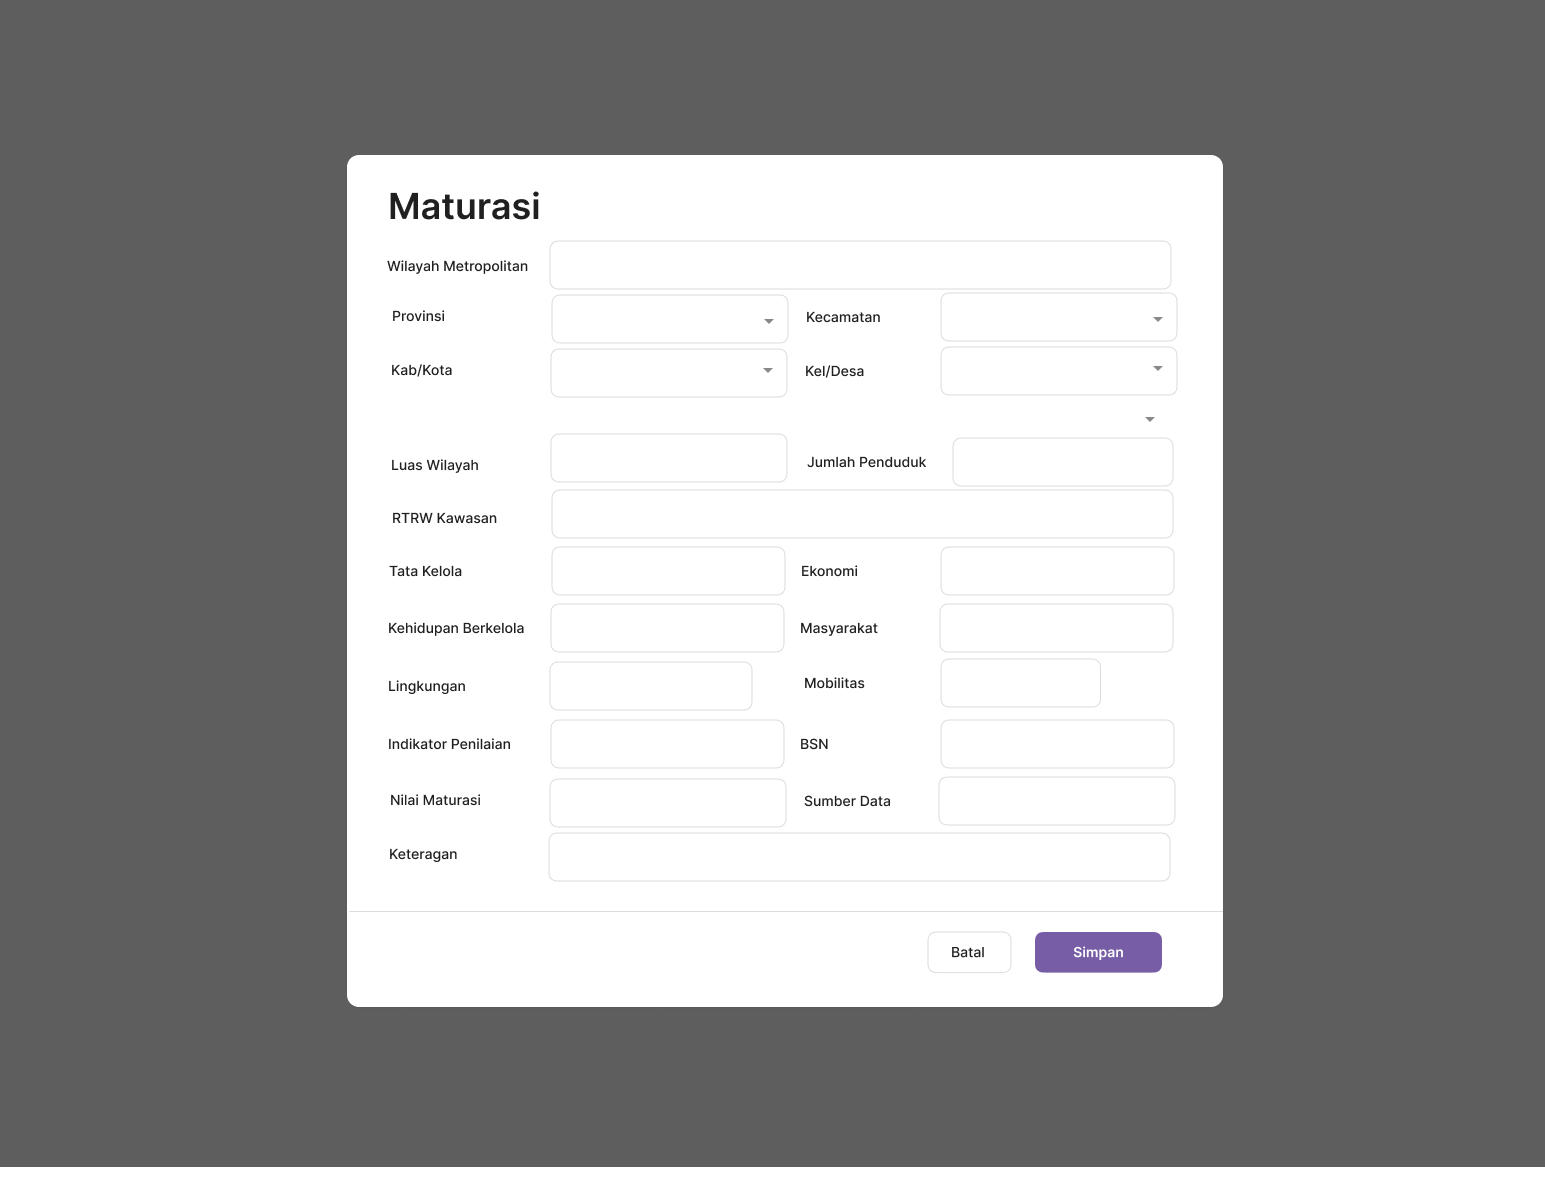 Maturasi
Wilayah Metropolitan
Provinsi
Kecamatan
Kab/Kota
Kel/Desa
Luas Wilayah
Jumlah Penduduk
RTRW Kawasan
Tata Kelola
Ekonomi
Kehidupan Berkelola
Masyarakat
Lingkungan
Mobilitas
Indikator Penilaian
BSN
Nilai Maturasi
Sumber Data
Keteragan
Batal
Simpan